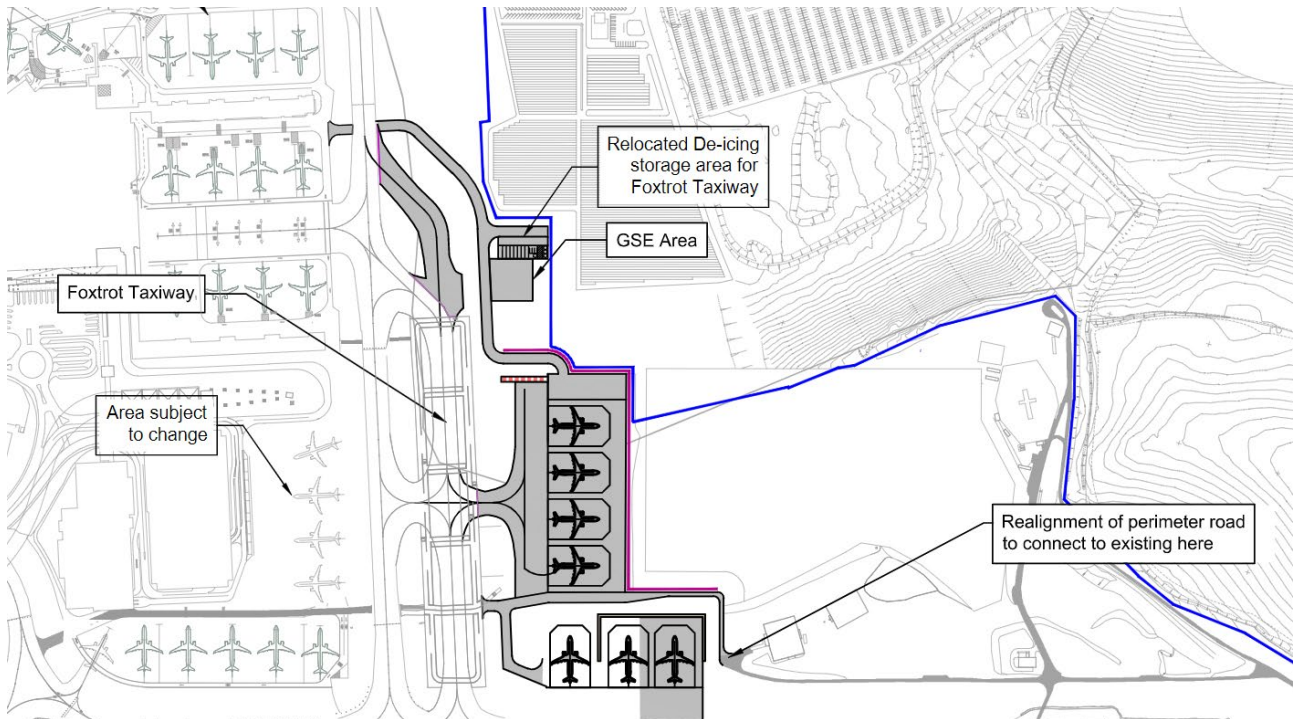 Relocated De-icing
storage area for
Foxtrot Taxiway
GSE Area
Foxtrot Taxiway
Area subject
to change
Realignment of perimeter road
to connect to existing here